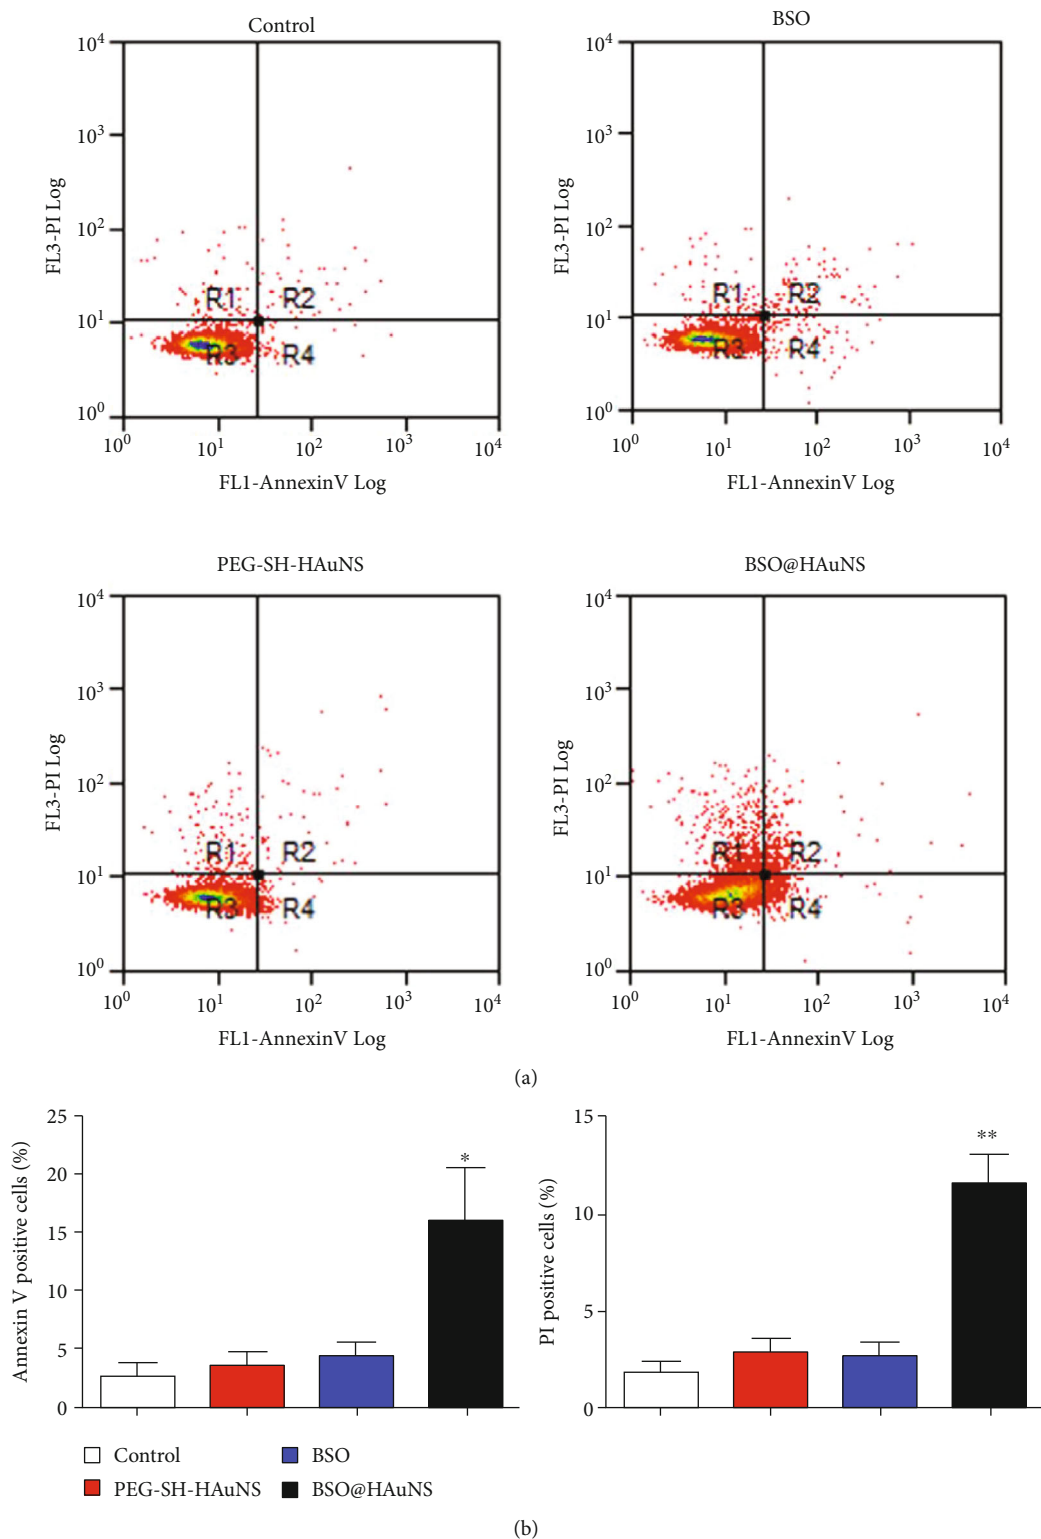 Control
BSO
10⁴
10³
10²
10¹
10⁰
FL3-PI Log
R1
R2
R3
R4
10⁰
10¹
10²
10³
10⁴
FL1-AnnexinV Log
10⁴
10³
10²
10¹
10⁰
FL3-PI Log
R1
R2
R3
R4
10⁰
10¹
10²
10³
10⁴
FL1-AnnexinV Log
PEG-SH-HAuNS
BSO@HAuNS
10⁴
10³
10²
10¹
10⁰
FL3-PI Log
R1
R2
R3
R4
10⁰
10¹
10²
10³
10⁴
FL1-AnnexinV Log
10⁴
10³
10²
10¹
10⁰
FL3-PI Log
R1
R2
R3
R4
10⁰
10¹
10²
10³
10⁴
FL1-AnnexinV Log
(a)
25
20
15
10
5
0
Annexin V positive cells (%)
*
15
10
5
0
PI positive cells (%)
**
Control
BSO
PEG-SH-HAuNS
BSO@HAuNS
(b)